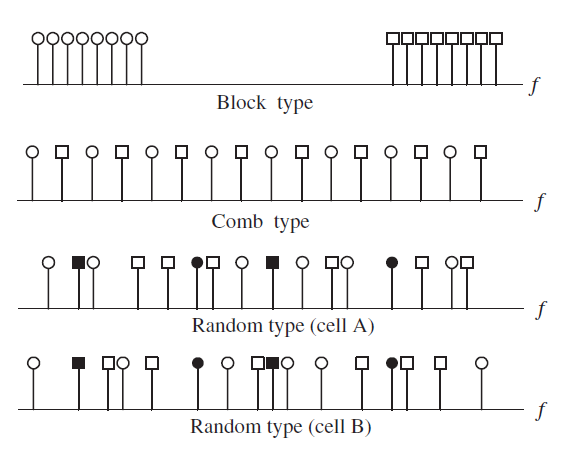 f
Block type
f
Comb type
f
Random type (cell A)
f
Random type (cell B)